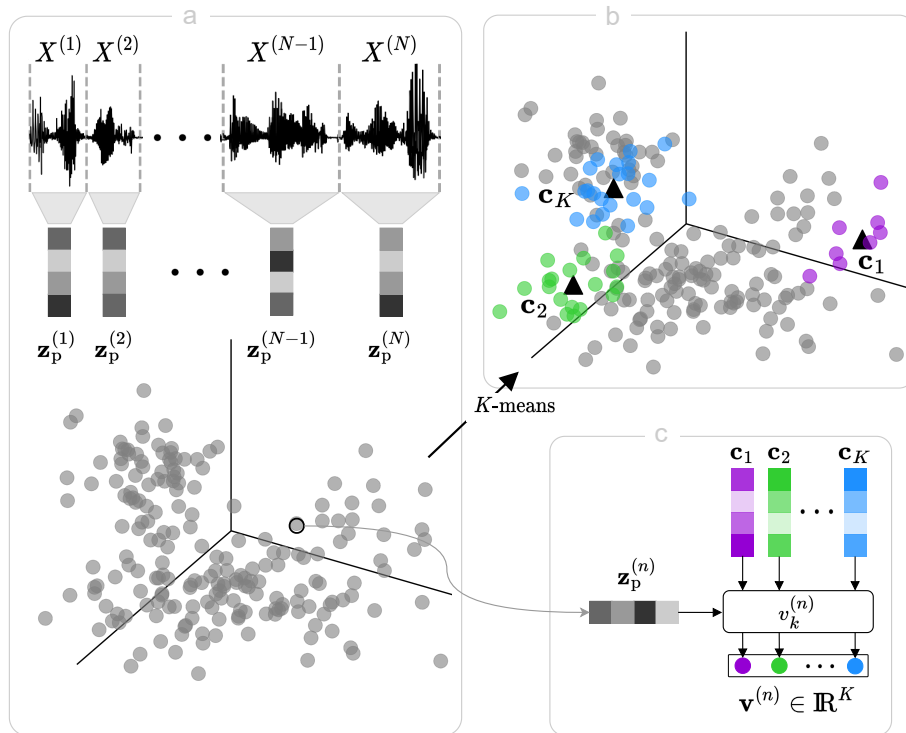 a
X^(1) X^(2) X^(N−1) X^(N)
z_p^(1) z_p^(2) z_p^(N−1) z_p^(N)
b
c_K
c_1
c_2
K-means
c
c_1 c_2 c_K
z_p^(n)
v_k^(n)
v^(n) ∈ ℝ^K